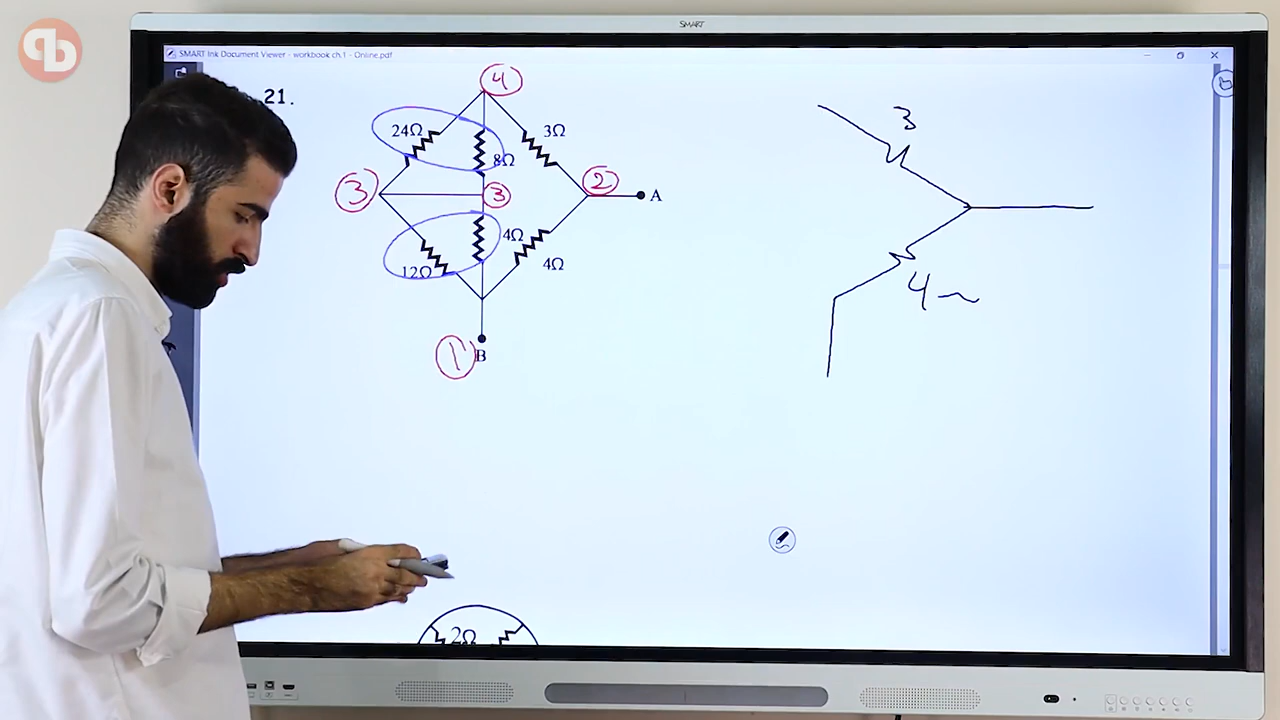 pb
SMART
SMART Ink Document Viewer - workbook ch.1 - Online.pdf
21.
4
24Ω
8Ω
3Ω
3
3
2
A
4Ω
12Ω
4Ω
1
B
3
4
2Ω